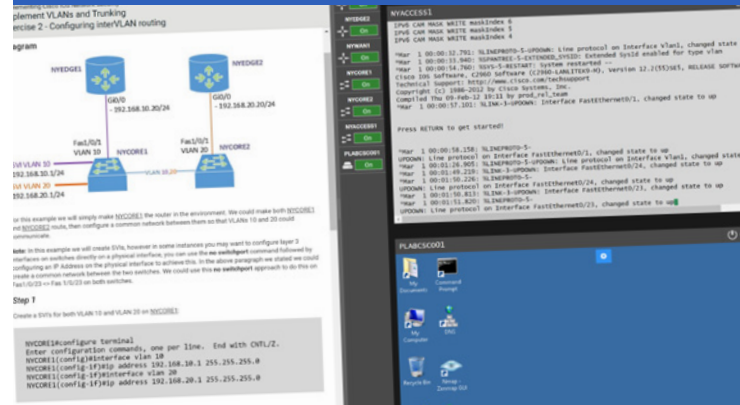 plement VLANs and Trunking
ercise 2 - Configuring interVLAN routing
agram
NYEDGE1
NYEDGE2
Gi0/0
- 192.168.10.20/24
Gi0/0
- 192.168.20.20/24
Fas1/0/1
VLAN 10
NYCORE1
Fas1/0/1
VLAN 20
NYCORE2
SVI VLAN 10
192.168.10.1/24
VLAN 10,20
SVI VLAN 20
192.168.20.1/24
or this example we will simply make NYCORE1 the router in the environment. We could make both NYCORE1
nd NYCORE2 route, then configure a common network between them so that VLANs 10 and 20 could
ommunicate.
Note: In this example we will create SVIs, however in some instances you may want to configure layer 3
interfaces on switches directly on a physical interface, you can use the no switchport command followed by
configuring an IP Address on the physical interface to achieve this. In the above paragraph we stated we could
create a common network between the two switches. We could use this no switchport approach to do this on
Fas1/0/23 <-> Fas 1/0/23 on both switches.
Step 1
Create a SVIs for both VLAN 10 and VLAN 20 on NYCORE1:
NYCORE1#configure terminal
Enter configuration commands, one per line. End with CNTL/Z.
NYCORE1(config)#interface vlan 10
NYCORE1(config-if)#ip address 192.168.10.1 255.255.255.0
NYCORE1(config-if)#interface vlan 20
NYCORE1(config-if)#ip address 192.168.20.1 255.255.255.0
NYEDGE2
On
NYWAN1
On
NYCORE1
On
NYCORE2
On
NYACCESS1
On
PLABCSCO01
On
NYACCESS1
IPV6 CAM MASK WRITE maskIndex 6
IPV6 CAM MASK WRITE maskIndex 5
IPV6 CAM MASK WRITE maskIndex 4
*Mar 1 00:00:32.791: %LINEPROTO-5-UPDOWN: Line protocol on Interface Vlan1, changed state
*Mar 1 00:00:33.940: %SPANTREE-5-EXTENDED_SYSID: Extended SysId enabled for type vlan
*Mar 1 00:00:54.760: %SYS-5-RESTART: System restarted --
Cisco IOS Software, C2960 Software (C2960-LANLITEK9-M), Version 12.2(55)SE5, RELEASE SOFTW
Technical Support: http://www.cisco.com/techsupport
Copyright (c) 1986-2012 by Cisco Systems, Inc.
Compiled Thu 09-Feb-12 19:11 by prod_rel_team
*Mar 1 00:00:57.101: %LINK-3-UPDOWN: Interface FastEthernet0/1, changed state to up
Press RETURN to get started!
*Mar 1 00:00:58.158: %LINEPROTO-5-
UPDOWN: Line protocol on Interface FastEthernet0/1, changed state to up
*Mar 1 00:01:26.905: %LINEPROTO-5-UPDOWN: Line protocol on Interface Vlan1, changed state
*Mar 1 00:01:49.219: %LINK-3-UPDOWN: Interface FastEthernet0/24, changed state to up
*Mar 1 00:01:50.226: %LINEPROTO-5-
UPDOWN: Line protocol on Interface FastEthernet0/24, changed state to up
*Mar 1 00:01:50.813: %LINK-3-UPDOWN: Interface FastEthernet0/23, changed state to up
*Mar 1 00:01:51.820: %LINEPROTO-5-
UPDOWN: Line protocol on Interface FastEthernet0/23, changed state to up
PLABCSCO01
My
Documents
Command
Prompt
My
Computer
Recycle Bin
Nmap -
Zenmap GUI